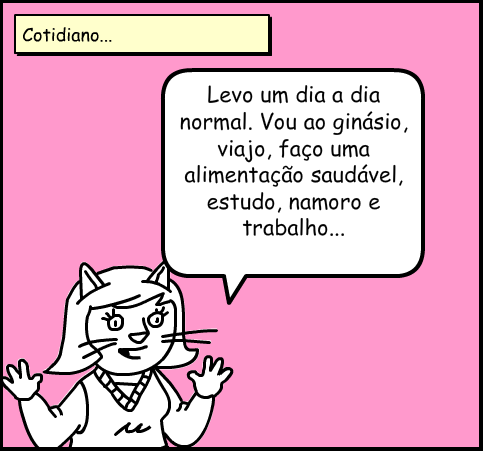 Cotidiano...
Levo um dia a dia
normal. Vou ao ginásio,
viajo, faço uma
alimentação saudável,
estudo, namoro e
trabalho...